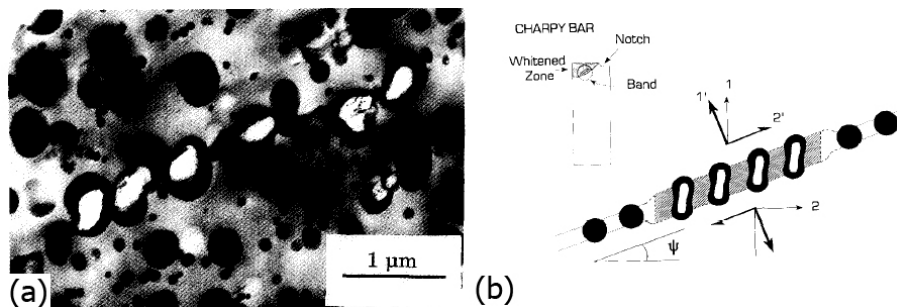 (a)
1 µm
(b)
CHARPY BAR
Notch
Whitened
Zone
Band
1'
1
2'
2
ψ